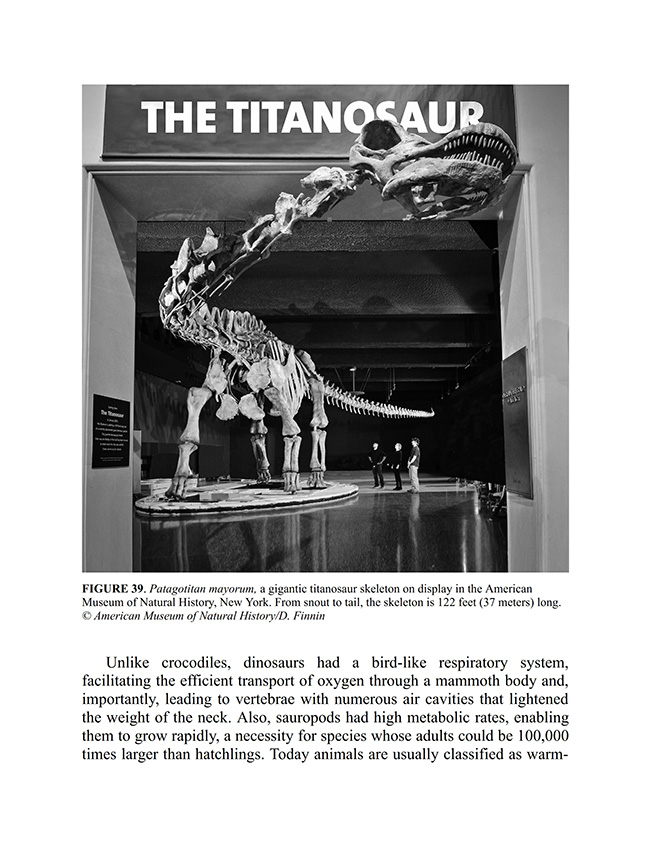 THE TITANOSAUR
The Titanosaur
FIGURE 39. Patagotitan mayorum, a gigantic titanosaur skeleton on display in the American
Museum of Natural History, New York. From snout to tail, the skeleton is 122 feet (37 meters) long.
© American Museum of Natural History/D. Finnin
Unlike crocodiles, dinosaurs had a bird-like respiratory system,
facilitating the efficient transport of oxygen through a mammoth body and,
importantly, leading to vertebrae with numerous air cavities that lightened
the weight of the neck. Also, sauropods had high metabolic rates, enabling
them to grow rapidly, a necessity for species whose adults could be 100,000
times larger than hatchlings. Today animals are usually classified as warm-